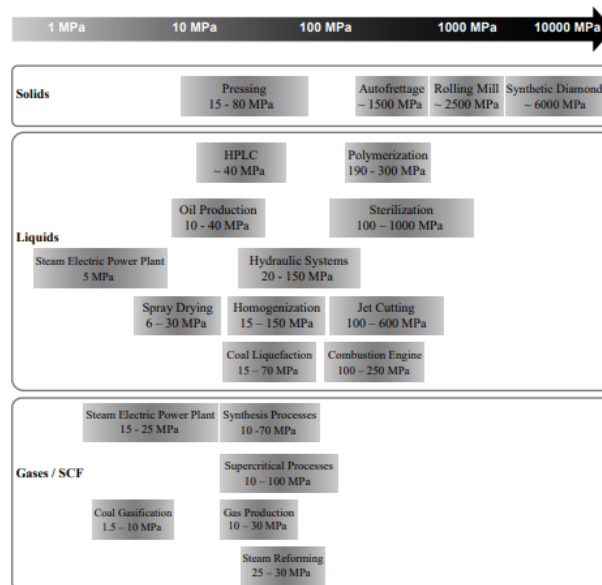 1 MPa 10 MPa 100 MPa 1000 MPa 10000 MPa
Solids
Pressing
15 - 80 MPa
Autofrettage
~ 1500 MPa
Rolling Mill
~ 2500 MPa
Synthetic Diamond
~ 6000 MPa
Liquids
HPLC
~ 40 MPa
Polymerization
190 - 300 MPa
Oil Production
10 - 40 MPa
Sterilization
100 – 1000 MPa
Steam Electric Power Plant
5 MPa
Hydraulic Systems
20 - 150 MPa
Spray Drying
6 – 30 MPa
Homogenization
15 – 150 MPa
Jet Cutting
100 – 600 MPa
Coal Liquefaction
15 – 70 MPa
Combustion Engine
100 – 250 MPa
Gases / SCF
Steam Electric Power Plant
15 - 25 MPa
Synthesis Processes
10 -70 MPa
Supercritical Processes
10 – 100 MPa
Coal Gasification
1.5 – 10 MPa
Gas Production
10 – 30 MPa
Steam Reforming
25 – 30 MPa